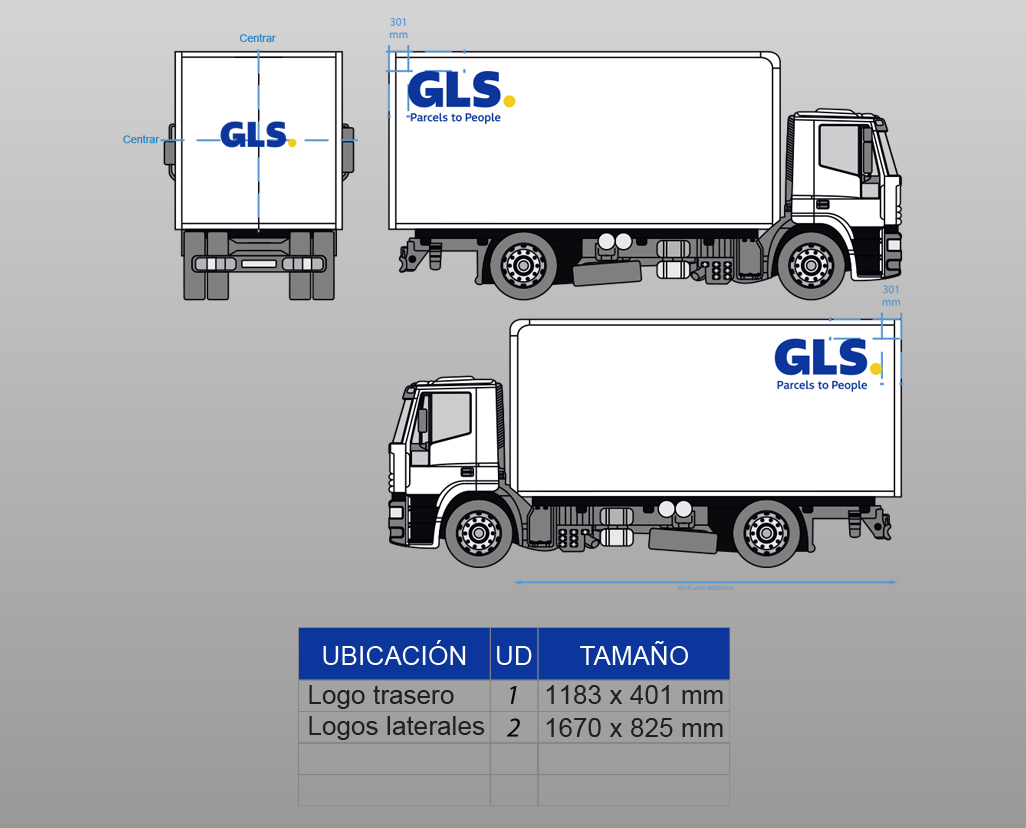 Centrar
301
mm
GLS.
Parcels to People
Centrar
GLS.
301
mm
GLS.
Parcels to People
UBICACIÓN UD TAMAÑO
Logo trasero 1 1183 x 401 mm
Logos laterales 2 1670 x 825 mm